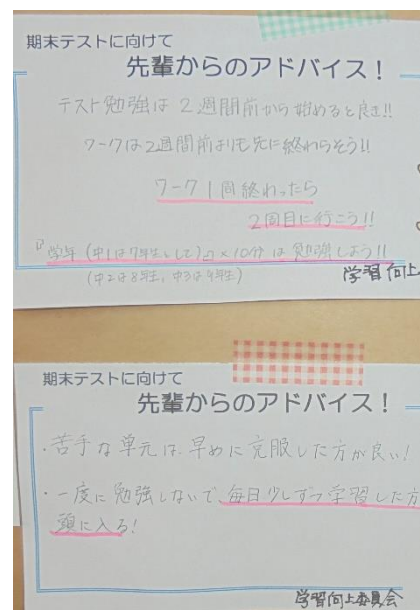 期末テストに向けて
先輩からのアドバイス！
テスト勉強は2週間前から始めると良き!!
ワークは2週間前よりも先に終わらそう!!
ワーク1周終わったら
2周目に行こう!!
『学年(中1は7年生として)』×10分は勉強しよう!!
(中2は8年生、中3は9年生)
学習向上
期末テストに向けて
先輩からのアドバイス！
・苦手な単元は、早めに克服した方が良い!
・一度に勉強しないで、毎日少しずつ学習した方
頭に入る!
学習向上委員会